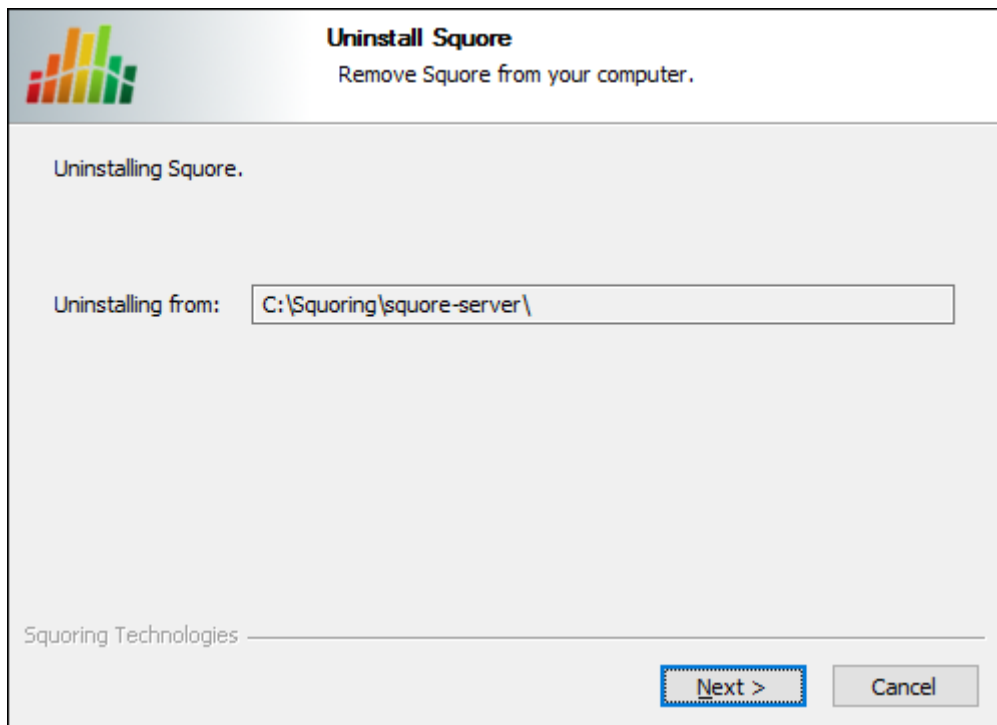 Uninstall Squore
Remove Squore from your computer.
Uninstalling Squore.
Uninstalling from: C:\Squoring\squore-server\
Squoring Technologies
Next > Cancel